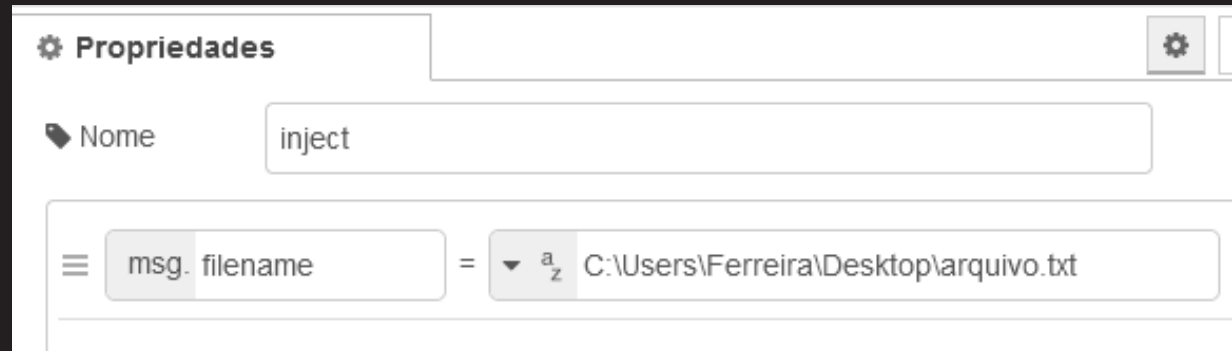 Propriedades
Nome
inject
msg. filename = a z C:\Users\Ferreira\Desktop\arquivo.txt